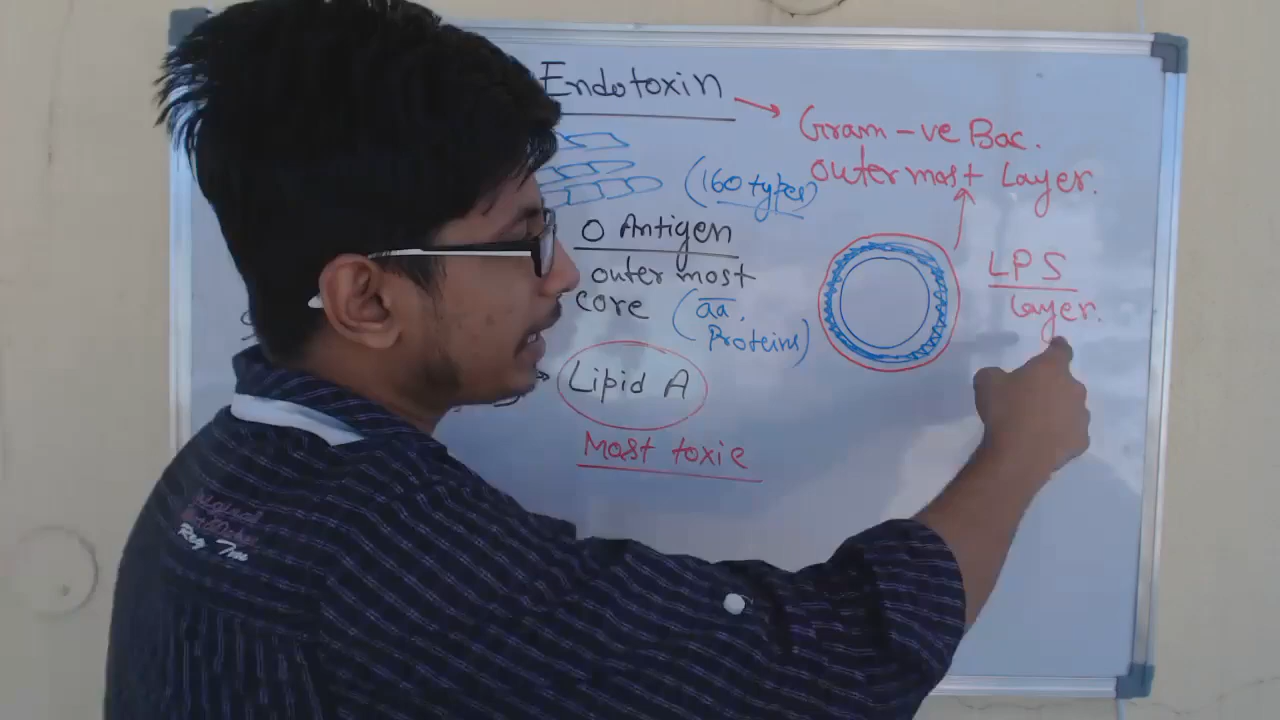 Endotoxin
Gram -ve Bac.
outer most Layer.
(160 types)
O Antigen
outer most
core
(aa.
Proteins)
LPS
Layer.
Lipid A
Most toxic